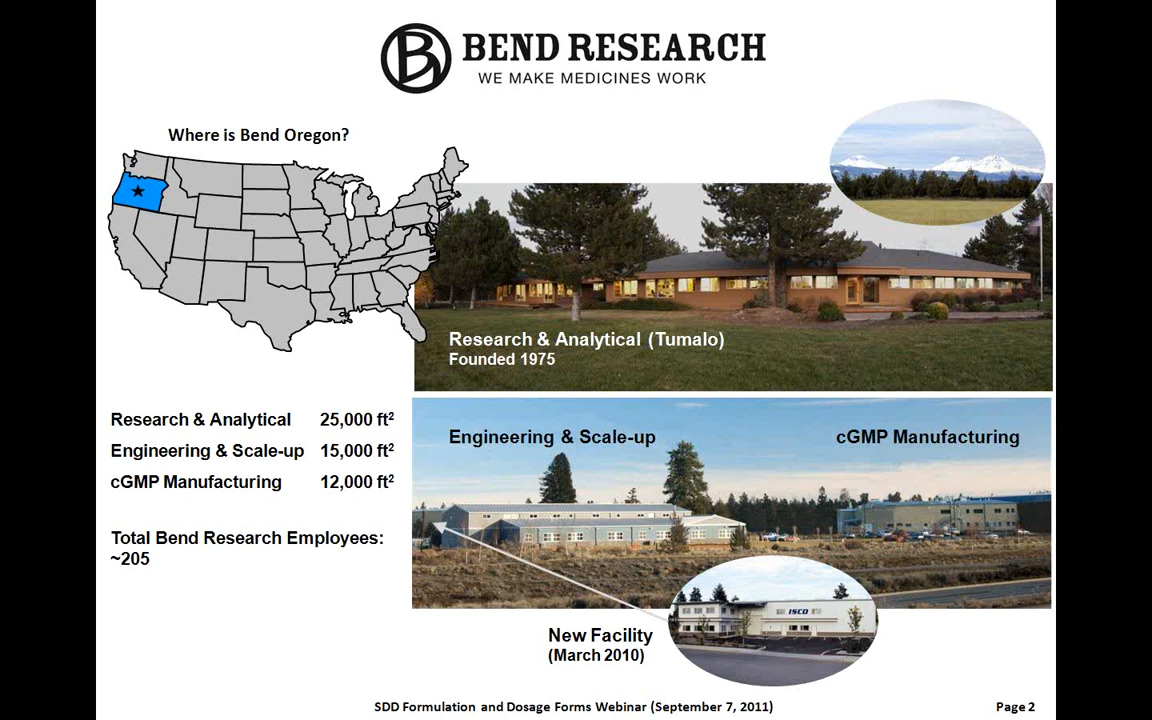 BEND RESEARCH
WE MAKE MEDICINES WORK
Where is Bend Oregon?
Research & Analytical (Tumalo)
Founded 1975
Research & Analytical 25,000 ft²
Engineering & Scale-up 15,000 ft²
cGMP Manufacturing 12,000 ft²
Total Bend Research Employees:
~205
Engineering & Scale-up
cGMP Manufacturing
ISCO
New Facility
(March 2010)
SDD Formulation and Dosage Forms Webinar (September 7, 2011)
Page 2